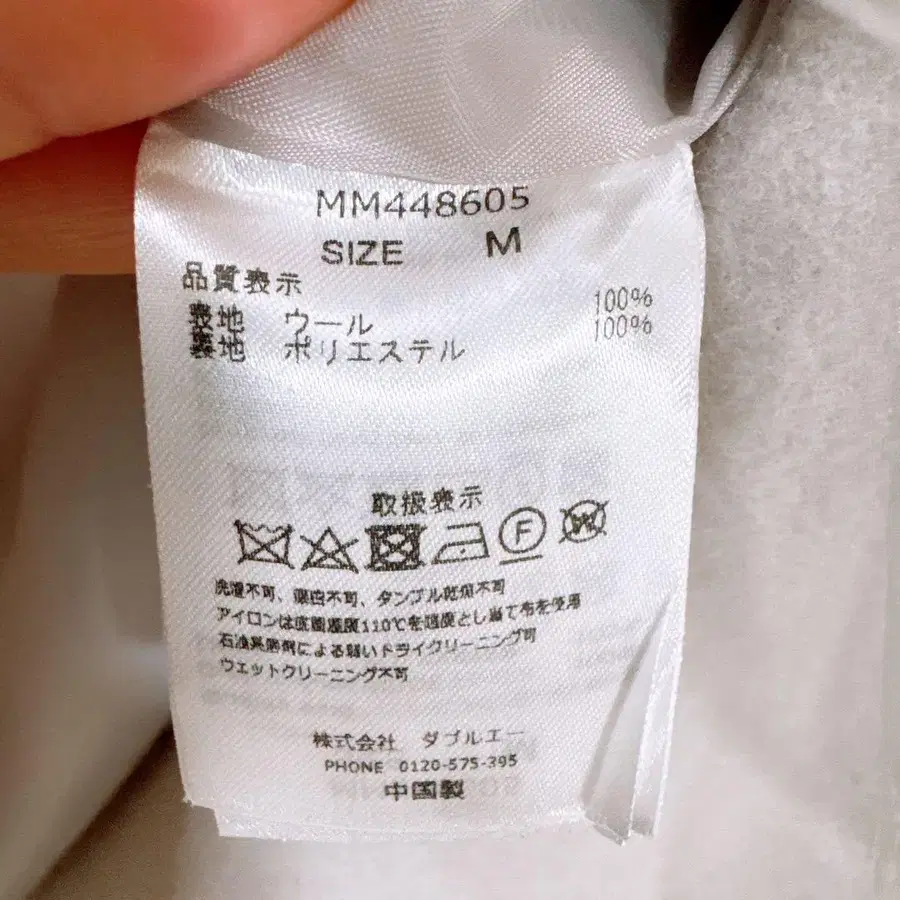 MM448605
SIZE M
品質表示
表地 ウール 100%
裏地 ポリエステル 100%
取扱表示
F
W
洗濯不可、漂白不可、タンブル乾燥不可
アイロンは底面温度110℃を限度とし当て布を使用
石油系溶剤による弱いドライクリーニング可
ウェットクリーニング不可
株式会社 ダブルエー
PHONE 0120-575-395
中国製